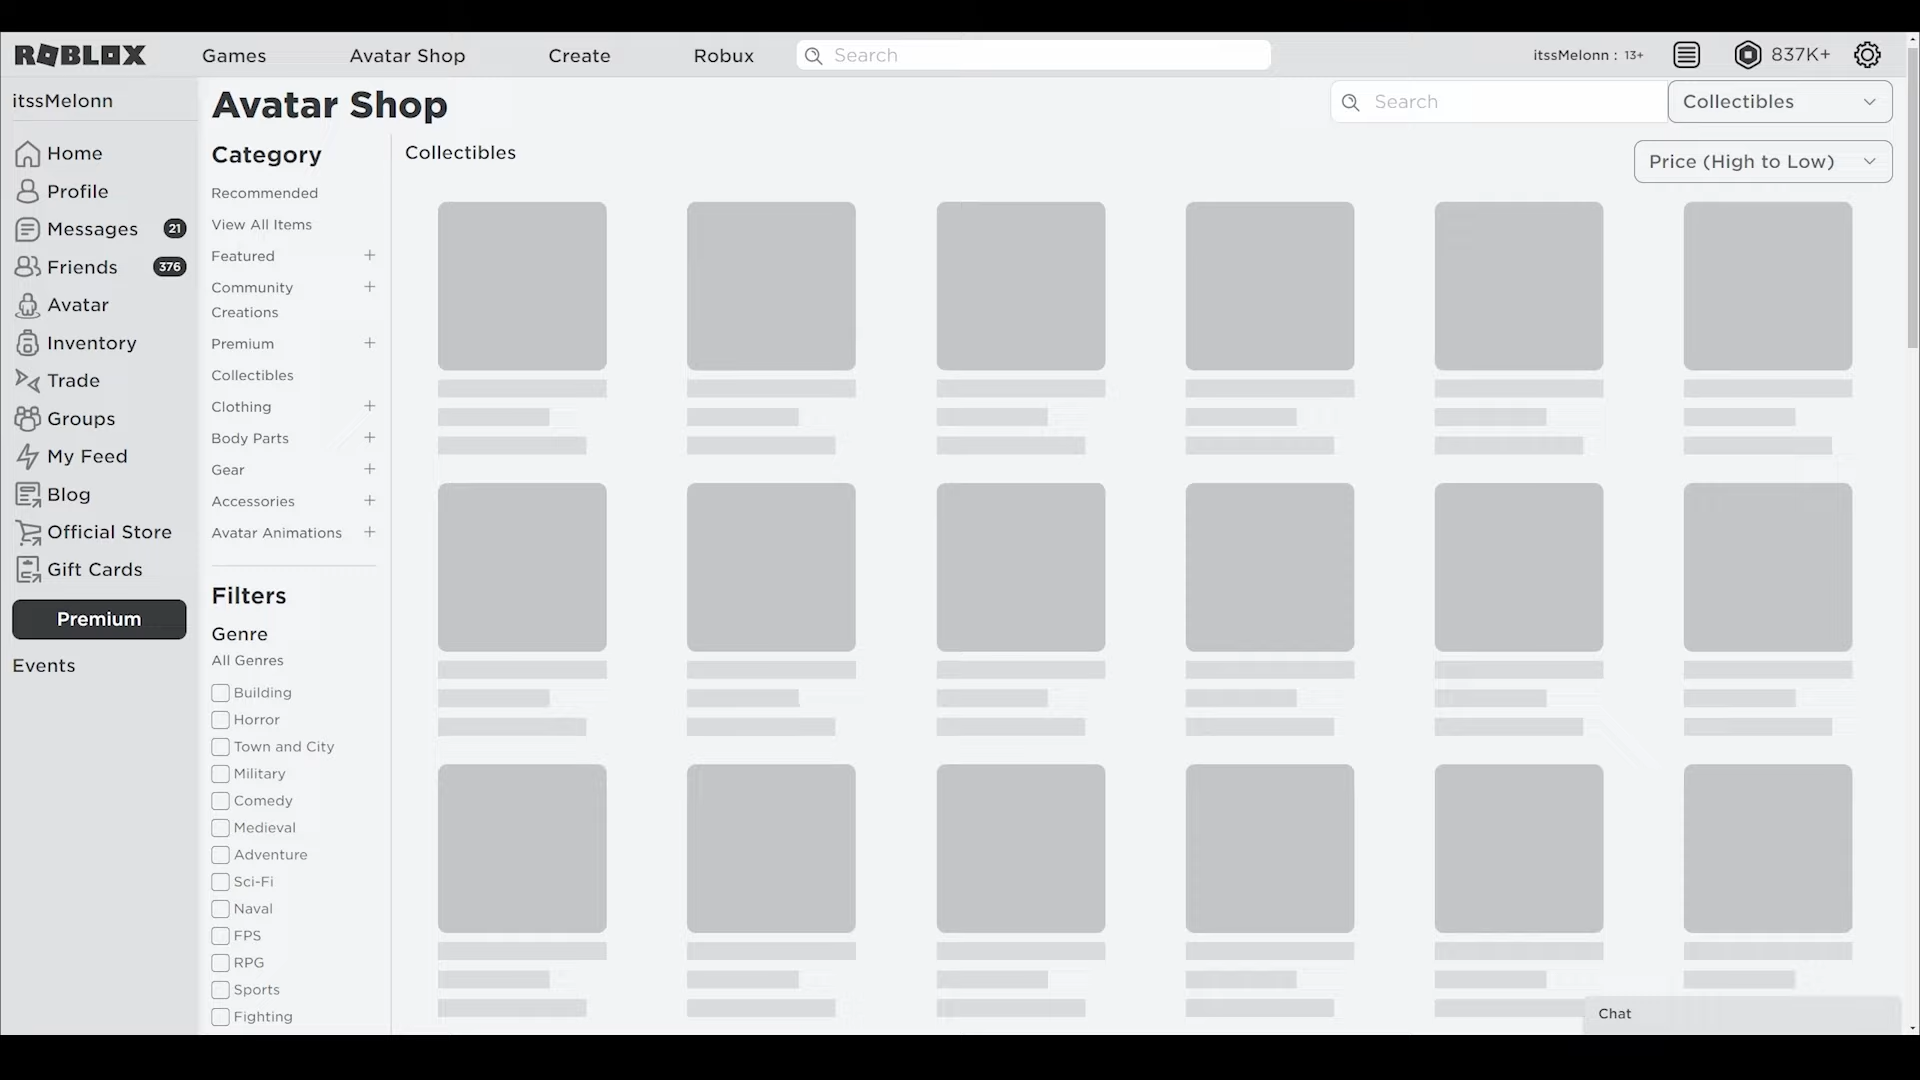 ROBLOX
Games
Avatar Shop
Create
Robux
Search
itssMelonn : 13+
837K+
itssMelonn
Home
Profile
Messages 21
Friends 376
Avatar
Inventory
Trade
Groups
My Feed
Blog
Official Store
Gift Cards
Premium
Events
Avatar Shop
Search
Collectibles
Category
Recommended
View All Items
Featured +
Community +
Creations
Premium +
Collectibles
Clothing +
Body Parts +
Gear +
Accessories +
Avatar Animations +
Filters
Genre
All Genres
Building
Horror
Town and City
Military
Comedy
Medieval
Adventure
Sci-Fi
Naval
FPS
RPG
Sports
Fighting
Collectibles
Price (High to Low)
Chat